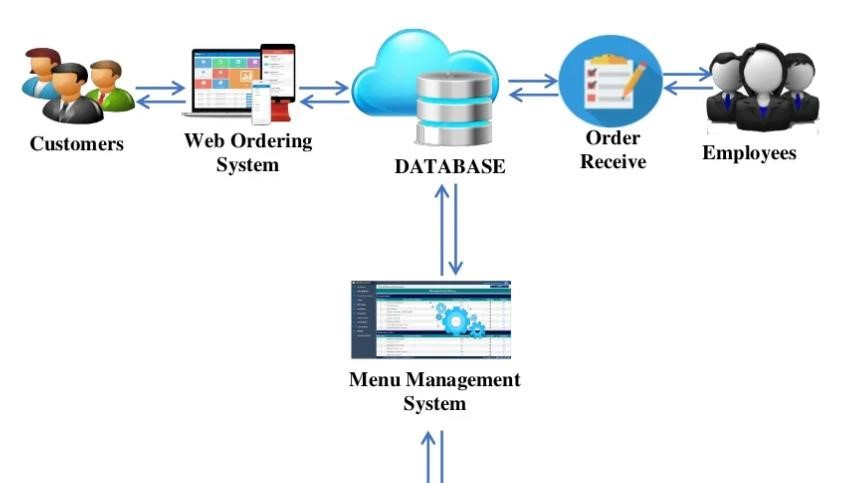 Customers
Web Ordering
System
DATABASE
Order
Receive
Employees
Menu Management
System